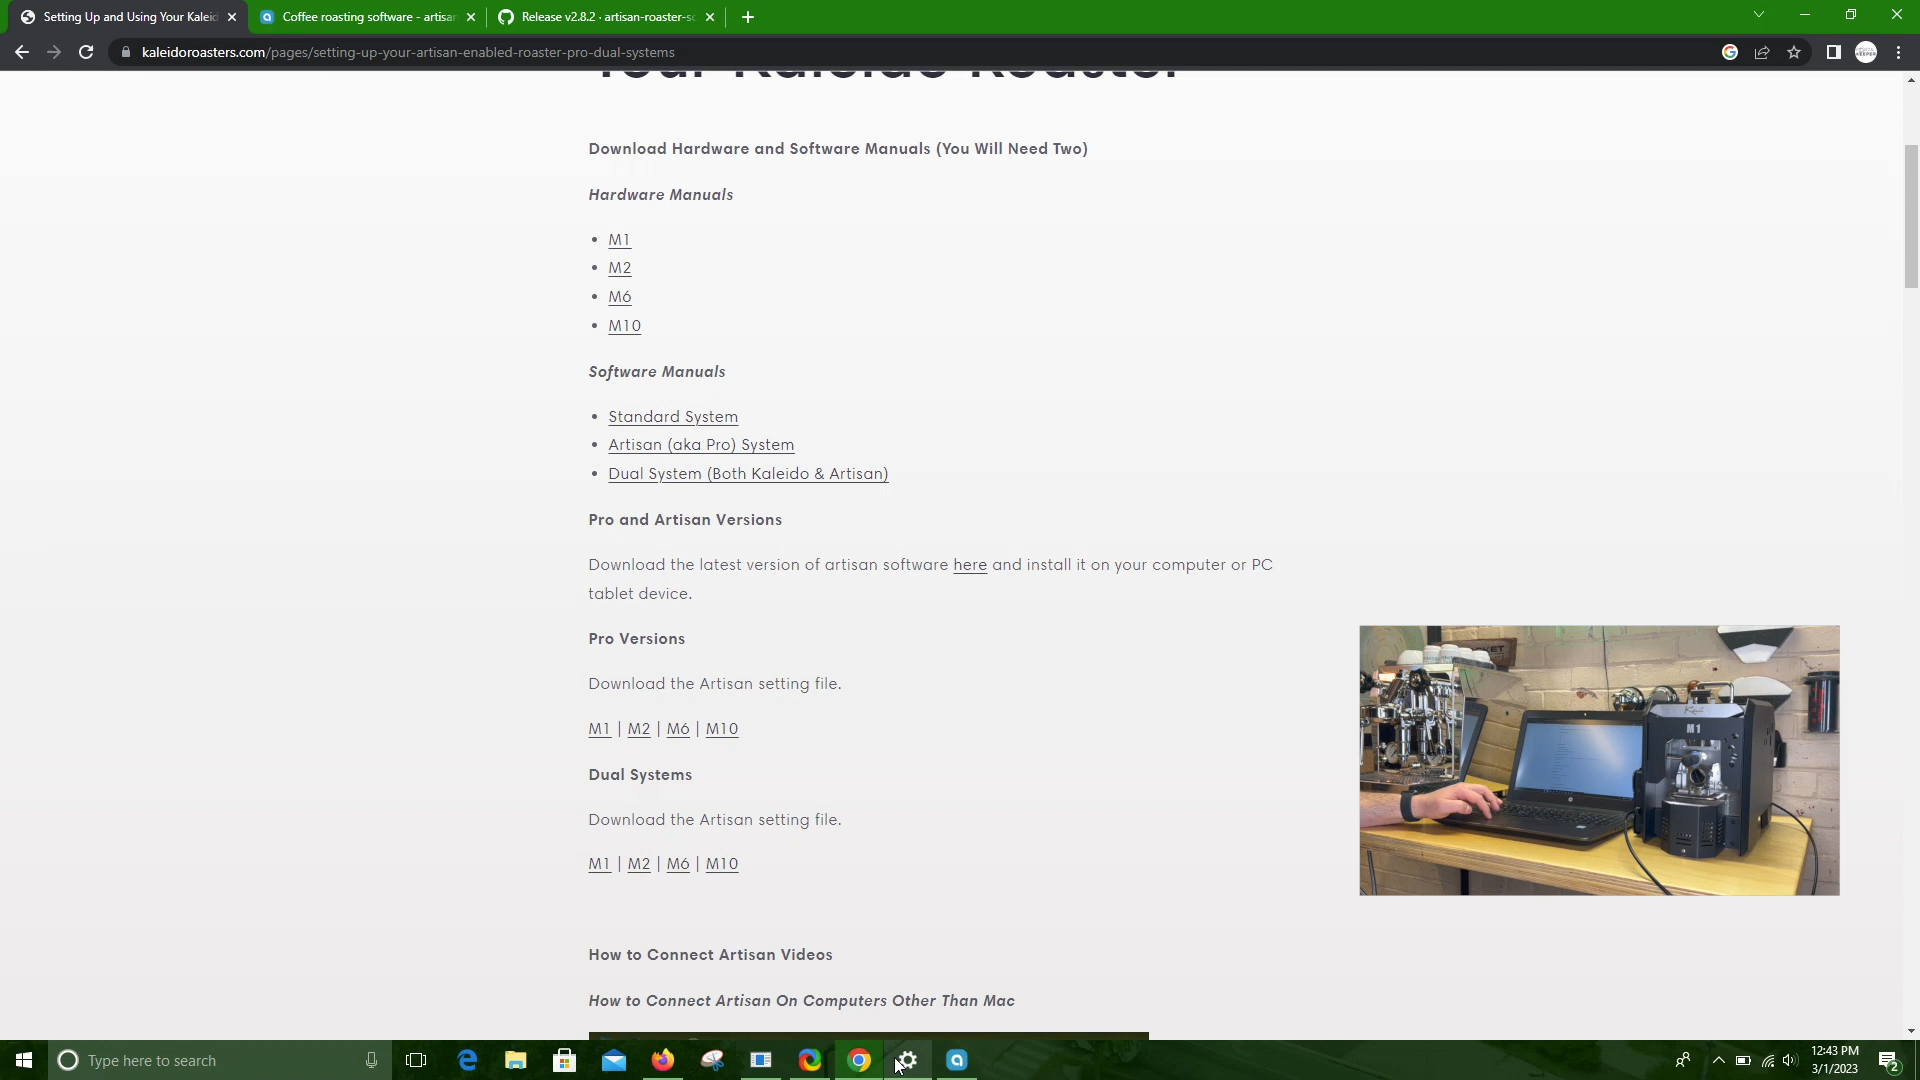 Setting Up and Using Your Kaleid
Coffee roasting software - artisan
Release v2.8.2 · artisan-roaster-sc
kaleidoroasters.com/pages/setting-up-your-artisan-enabled-roaster-pro-dual-systems
Your Kaleido Roaster
Download Hardware and Software Manuals (You Will Need Two)
Hardware Manuals
M1
M2
M6
M10
Software Manuals
Standard System
Artisan (aka Pro) System
Dual System (Both Kaleido & Artisan)
Pro and Artisan Versions
Download the latest version of artisan software here and install it on your computer or PC
tablet device.
Pro Versions
Download the Artisan setting file.
M1 | M2 | M6 | M10
Dual Systems
Download the Artisan setting file.
M1 | M2 | M6 | M10
How to Connect Artisan Videos
How to Connect Artisan On Computers Other Than Mac
M1
Type here to search
12:43 PM
3/1/2023
2